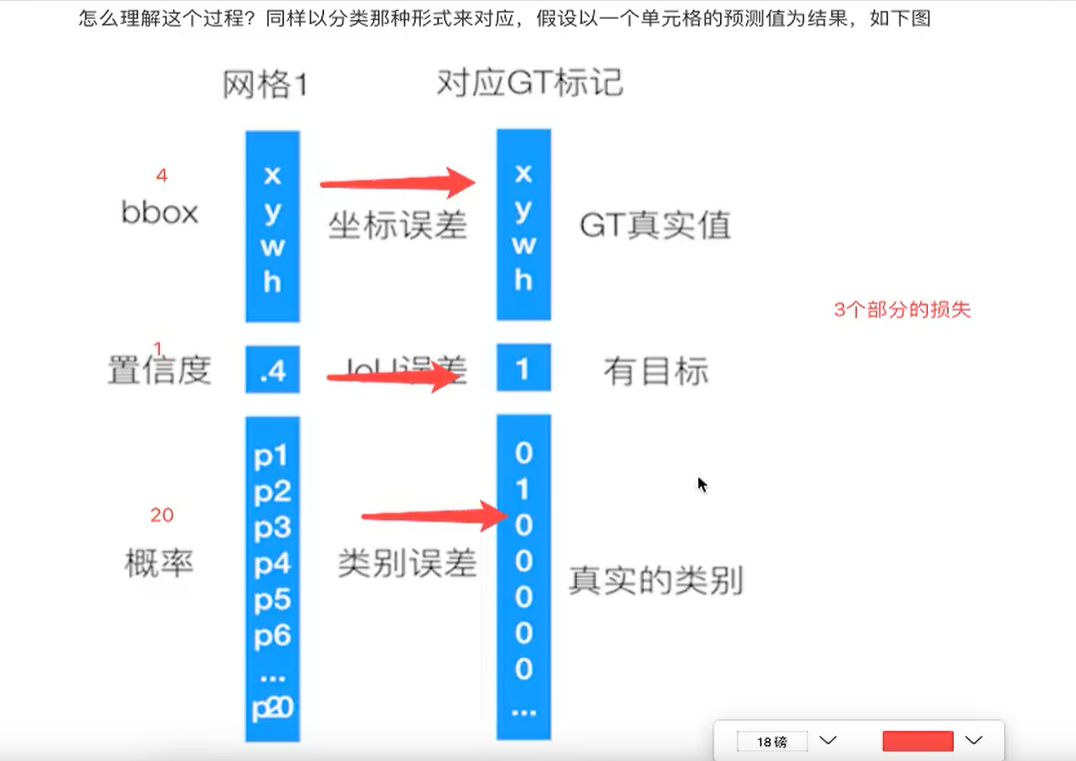 怎么理解这个过程？同样以分类那种形式来对应，假设以一个单元格的预测值为结果，如下图
网格1 对应GT标记
4
bbox
x
y
w
h
坐标误差
x
y
w
h
GT真实值
3个部分的损失
1
置信度
.4
IoU误差
1
有目标
20
概率
p1
p2
p3
p4
p5
p6
...
p20
类别误差
0
1
0
0
0
0
0
...
真实的类别
18 磅